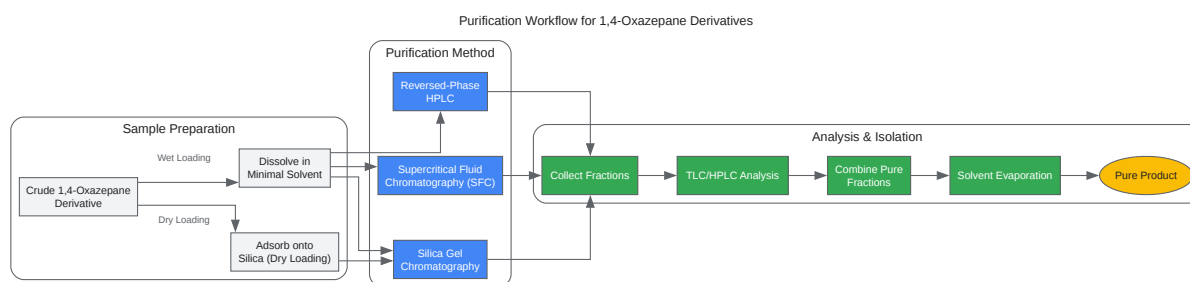 Purification Workflow for 1,4-Oxazepane Derivatives
Purification Method
Reversed-Phase
HPLC
Sample Preparation
Analysis & Isolation
Wet Loading
Dissolve in
Minimal Solvent
Supercritical Fluid
Chromatography (SFC)
Collect Fractions
TLC/HPLC Analysis
Combine Pure
Fractions
Solvent Evaporation
Pure Product
Crude 1,4-Oxazepane
Derivative
Dry Loading
Adsorb onto
Silica (Dry Loading)
Silica Gel
Chromatography